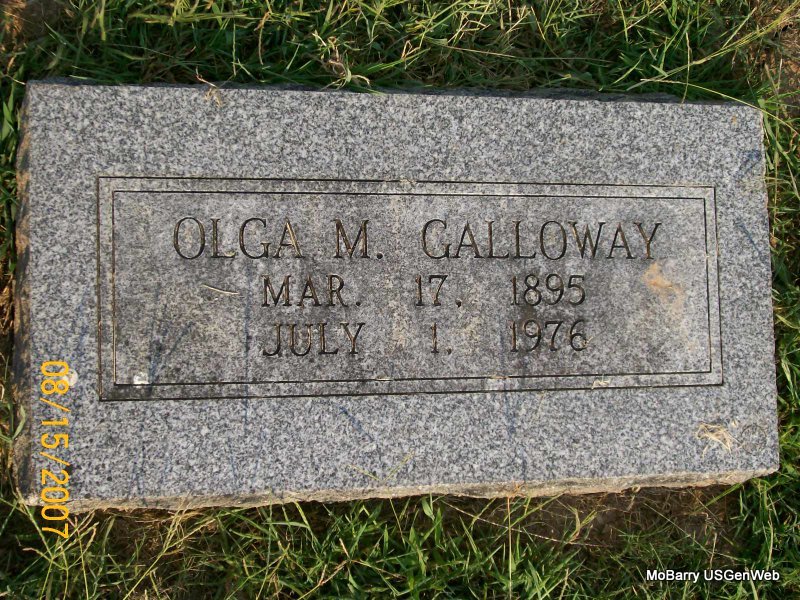 OLGA M. GALLOWAY
MAR. 17, 1895
JULY 1, 1976
08/15/2007
MoBarry USGenWeb